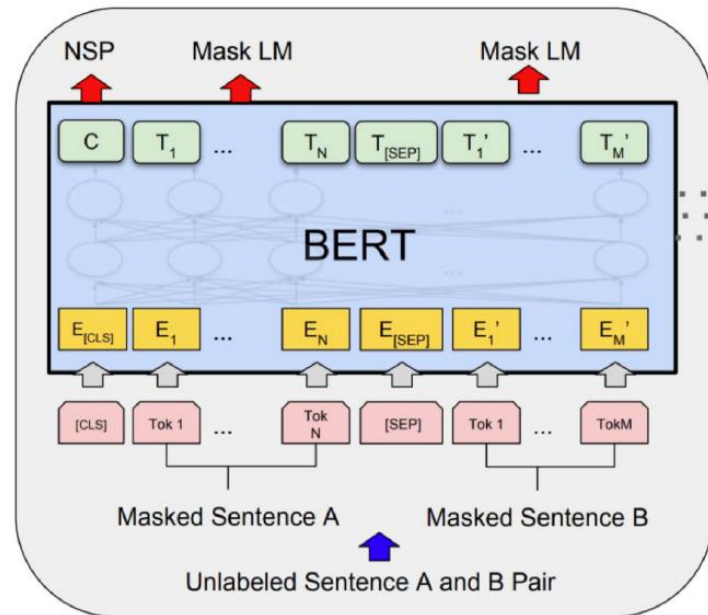 NSP Mask LM Mask LM
C T1 ... TN T[SEP] T1' ... TM'
...
BERT
...
E[CLS] E1 ... EN E[SEP] E1' ... EM'
[CLS] Tok 1 ... Tok N [SEP] Tok 1 ... TokM
Masked Sentence A Masked Sentence B
Unlabeled Sentence A and B Pair